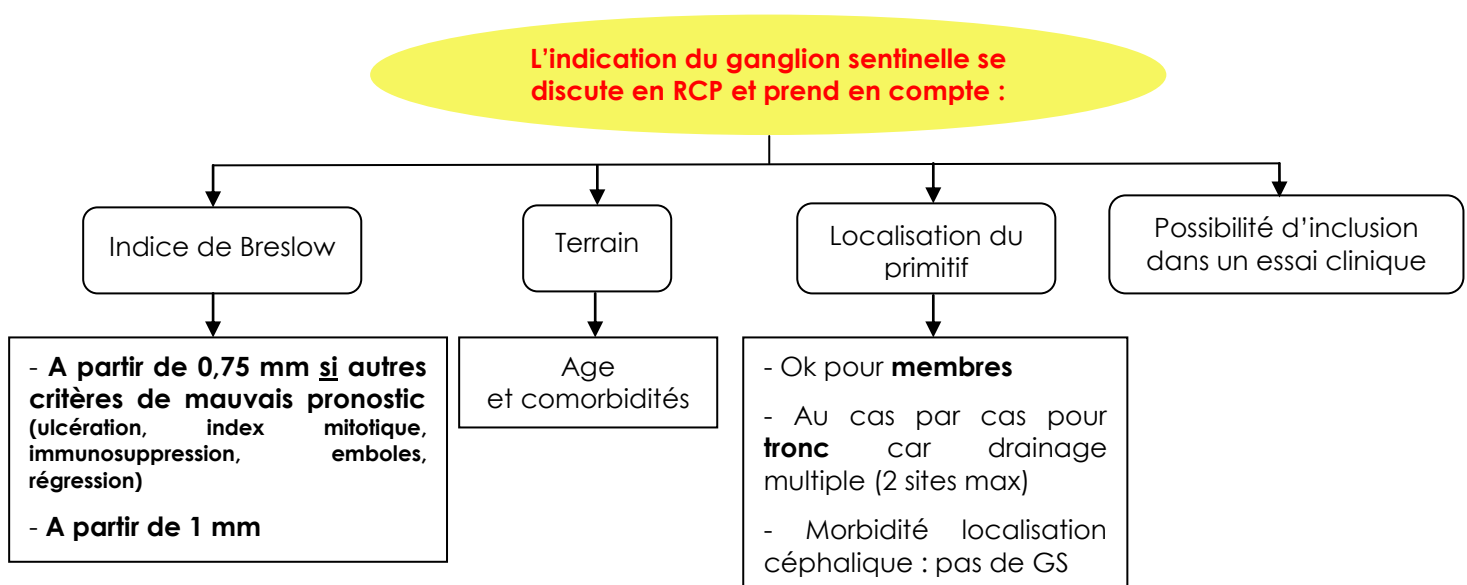 L'indication du ganglion sentinelle se
discute en RCP et prend en compte :
Indice de Breslow
Terrain
Localisation du
primitif
Possibilité d'inclusion
dans un essai clinique
- A partir de 0,75 mm si autres
critères de mauvais pronostic
(ulcération, index mitotique,
immunosuppression, emboles,
régression)
- A partir de 1 mm
Age
et comorbidités
- Ok pour membres
- Au cas par cas pour
tronc car drainage
multiple (2 sites max)
- Morbidité localisation
céphalique : pas de GS